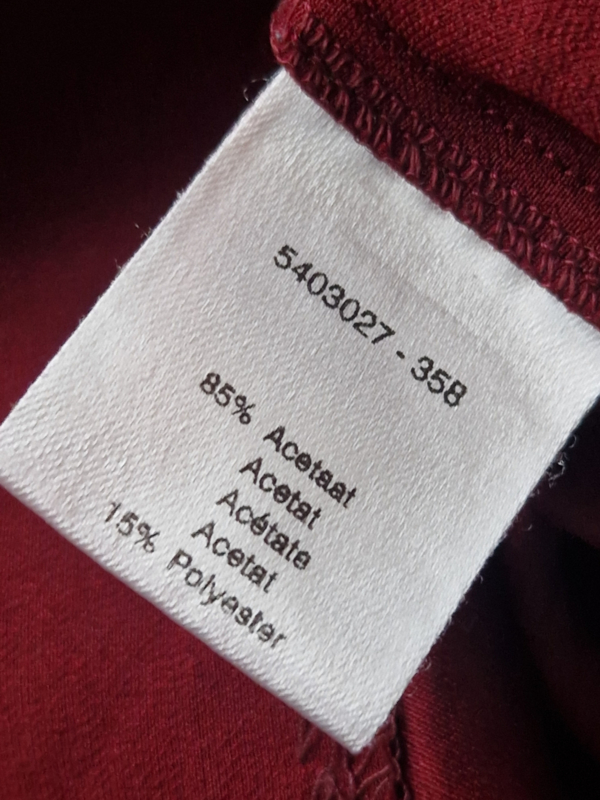 5403027 - 358
85% Acetaat
Acetat
Acétate
Acetat
15% Polyester